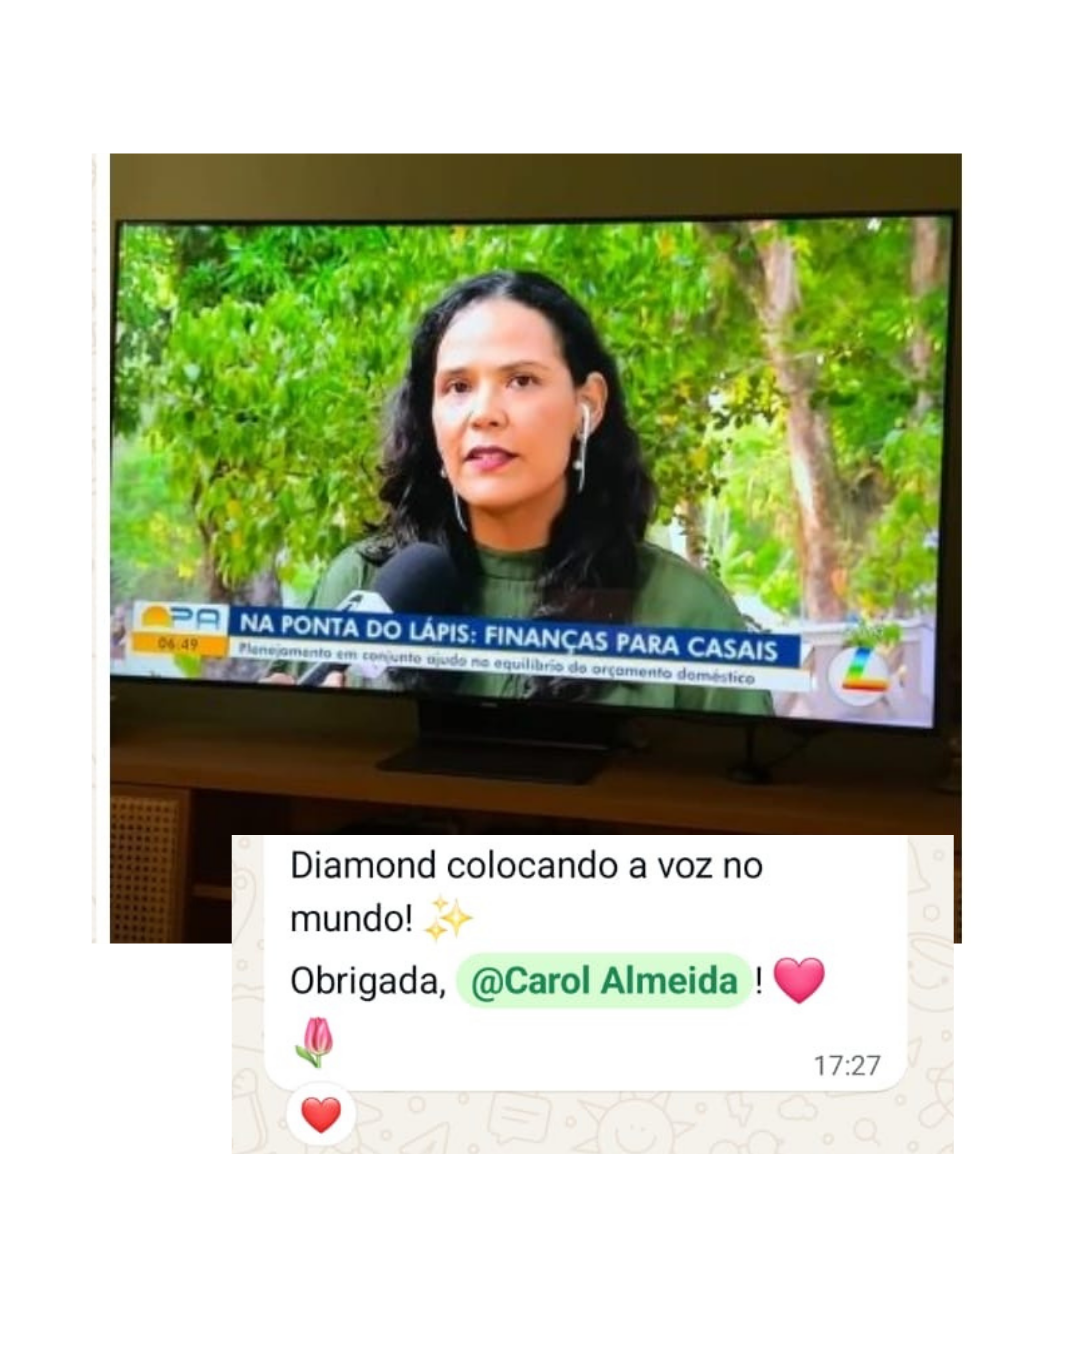 PA
06:49
NA PONTA DO LÁPIS: FINANÇAS PARA CASAIS
Planejamento em conjunto ajuda no equilíbrio do orçamento doméstico
Diamond colocando a voz no
mundo! ✨
Obrigada, @Carol Almeida! 🩷
🌷
17:27
❤️